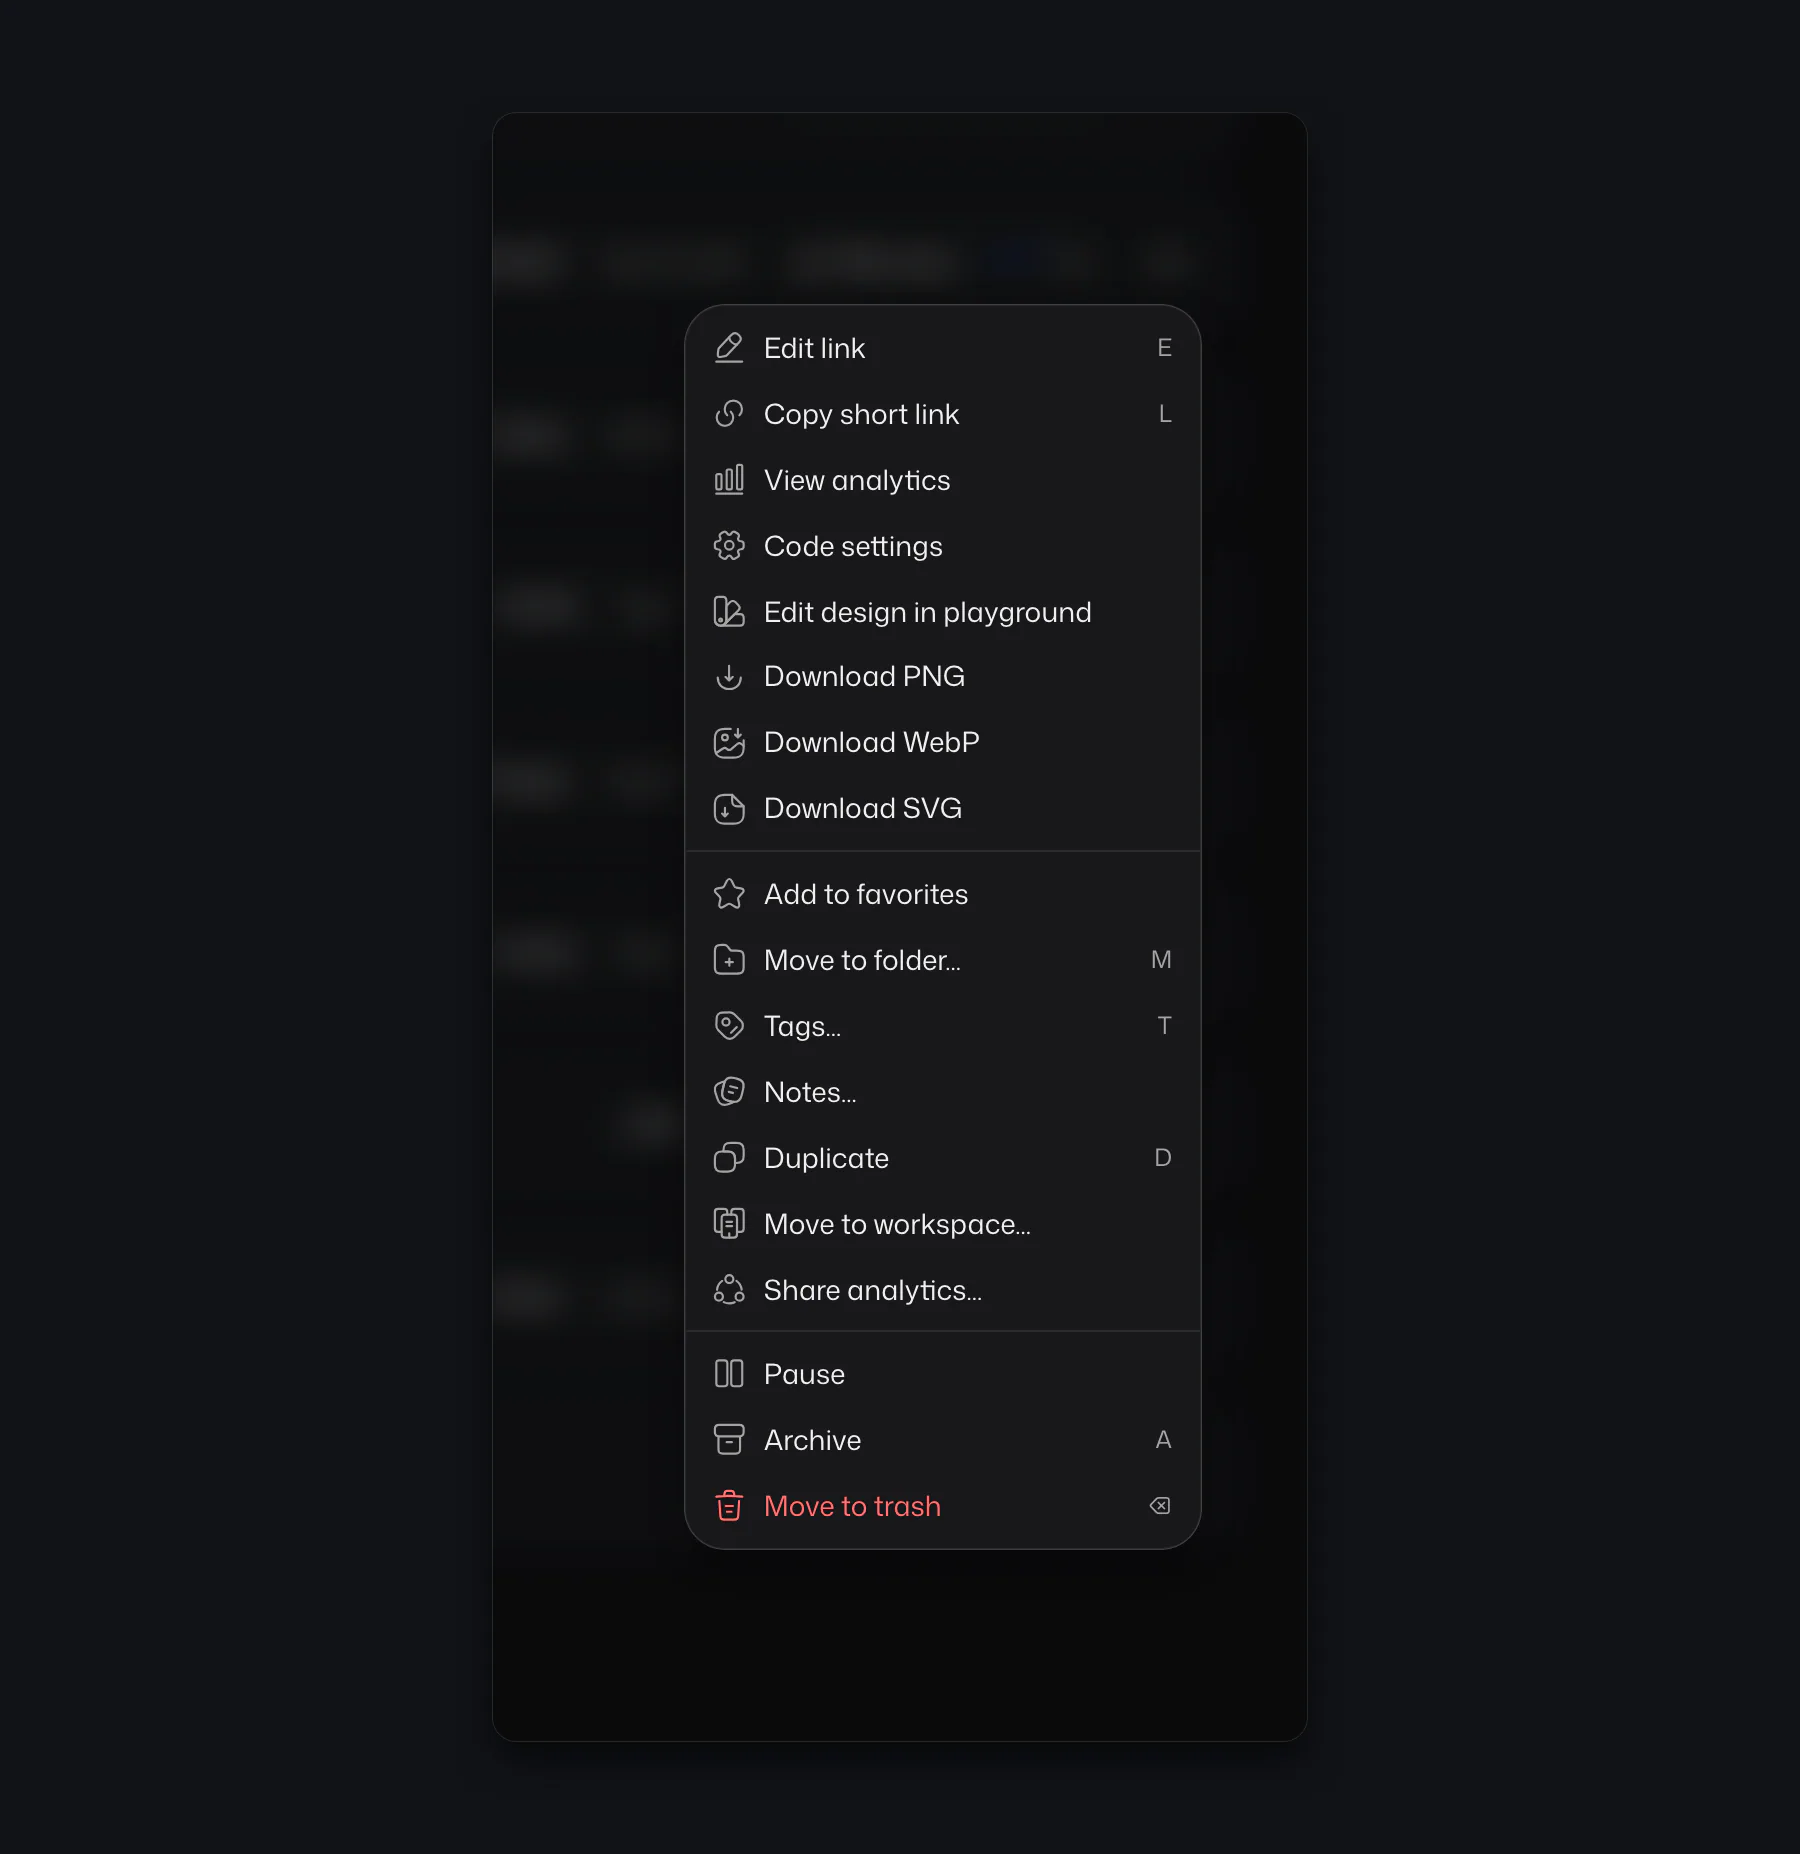 Edit link E
Copy short link L
View analytics
Code settings
Edit design in playground
Download PNG
Download WebP
Download SVG
Add to favorites
Move to folder... M
Tags... T
Notes...
Duplicate D
Move to workspace...
Share analytics...
Pause
Archive A
Move to trash